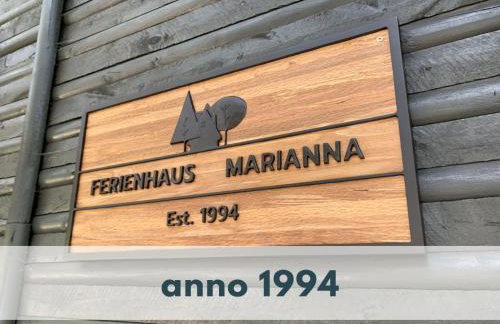 FERIENHAUS MARIANNA
Est. 1994
anno 1994